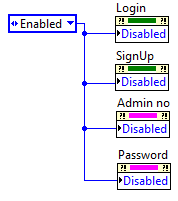 Login
Enabled
?! ?!
Disabled
SignUp
?! ?!
Disabled
Admin no
?! ?!
Disabled
Password
?! ?!
Disabled